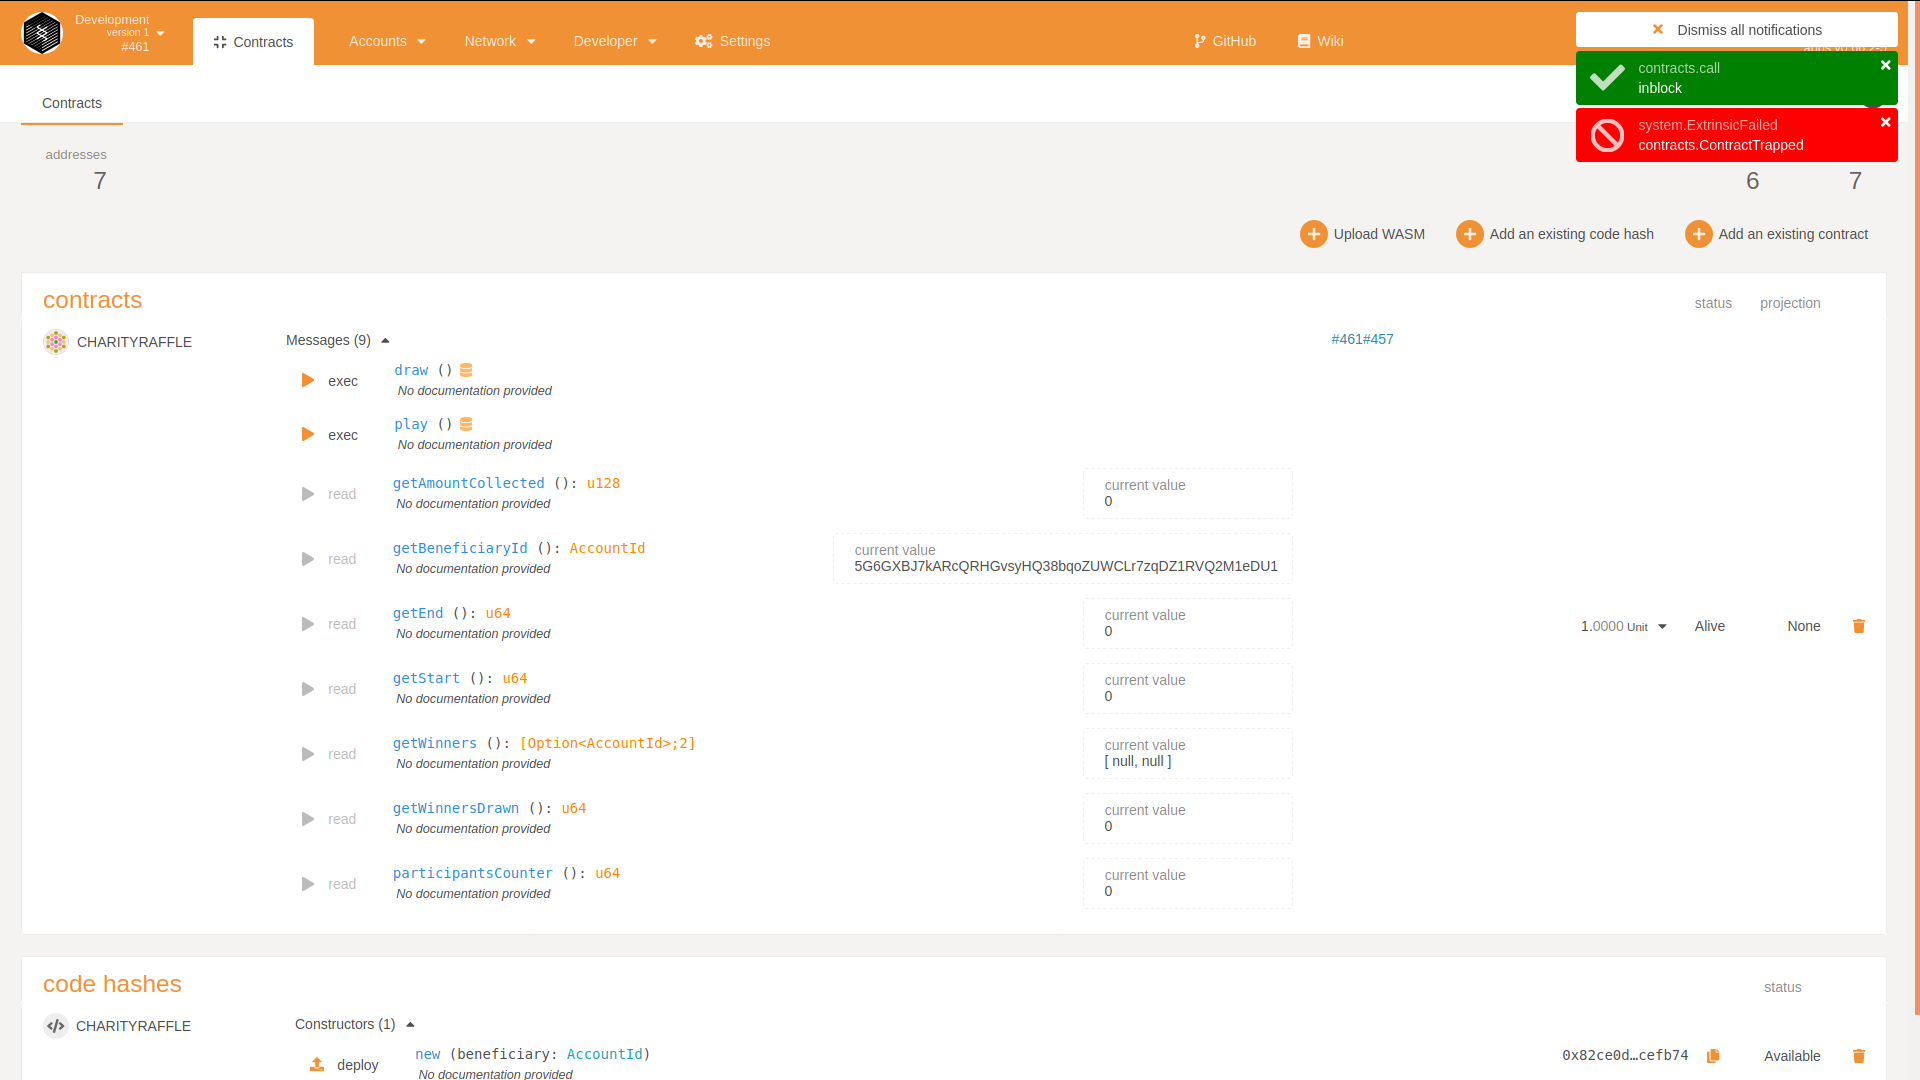 Development
version 1
#461
Contracts
Accounts
Network
Developer
Settings
GitHub
Wiki
Dismiss all notifications
contracts.call
inblock
system.ExtrinsicFailed
contracts.ContractTrapped
Contracts
addresses
7
6
7
Upload WASM
Add an existing code hash
Add an existing contract
contracts
status
projection
CHARITYRAFFLE
Messages (9)
#461#457
exec
draw ()
No documentation provided
exec
play ()
No documentation provided
read
getAmountCollected (): u128
No documentation provided
current value
0
read
getBeneficiaryId (): AccountId
No documentation provided
current value
5G6GXBJ7kARcQRHGvsyHQ38bqoZUWCLr7zqDZ1RVQ2M1eDU1
read
getEnd (): u64
No documentation provided
current value
0
1.0000 Unit
Alive
None
read
getStart (): u64
No documentation provided
current value
0
read
getWinners (): [Option<AccountId>;2]
No documentation provided
current value
[ null, null ]
read
getWinnersDrawn (): u64
No documentation provided
current value
0
read
participantsCounter (): u64
No documentation provided
current value
0
code hashes
status
CHARITYRAFFLE
Constructors (1)
deploy
new (beneficiary: AccountId)
No documentation provided
0x82ce0d…cefb74
Available